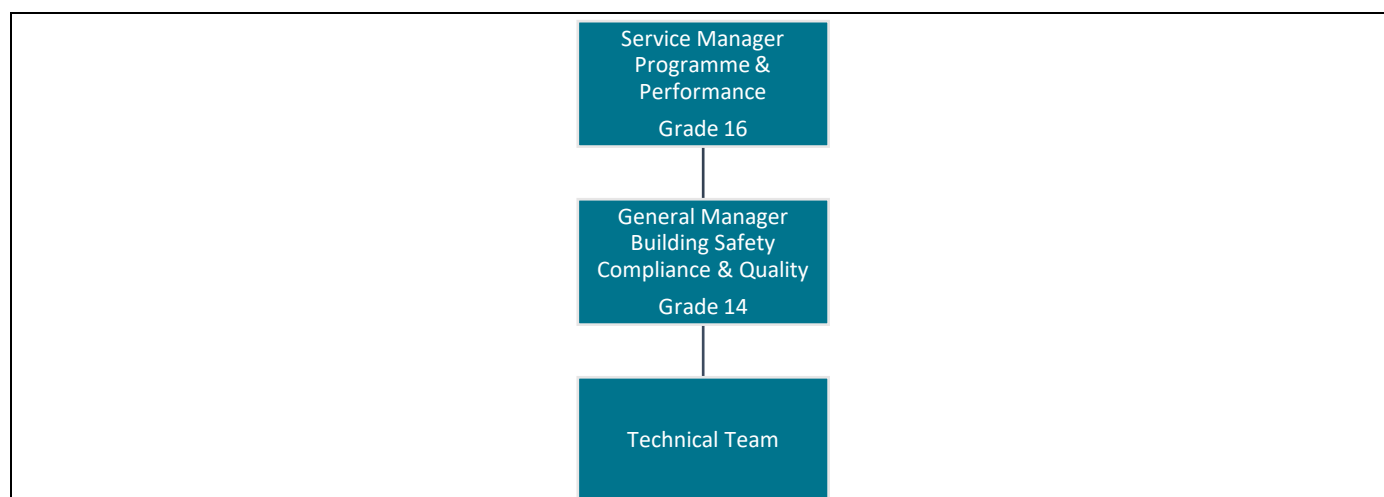 Service Manager
Programme &
Performance
Grade 16
General Manager
Building Safety
Compliance & Quality
Grade 14
Technical Team